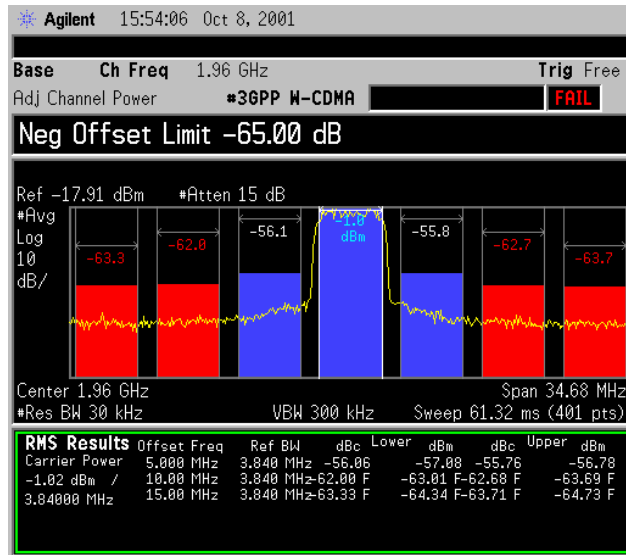 Agilent 15:54:06 Oct 8, 2001
Base Ch Freq 1.96 GHz Trig Free
Adj Channel Power #3GPP W-CDMA FAIL
Neg Offset Limit -65.00 dB
Ref -17.91 dBm #Atten 15 dB
#Avg
Log
10
dB/
-63.3 -62.0 -56.1 -1.0 dBm -55.8 -62.7 -63.7
Center 1.96 GHz Span 34.68 MHz
#Res BW 30 kHz VBW 300 kHz Sweep 61.32 ms (401 pts)
RMS Results Offset Freq Ref BW dBc Lower dBm dBc Upper dBm
Carrier Power 5.000 MHz 3.840 MHz -56.06 -57.08 -55.76 -56.78
-1.02 dBm / 10.00 MHz 3.840 MHz-62.00 F -63.01 F-62.68 F -63.69 F
3.84000 MHz 15.00 MHz 3.840 MHz-63.33 F -64.34 F-63.71 F -64.73 F